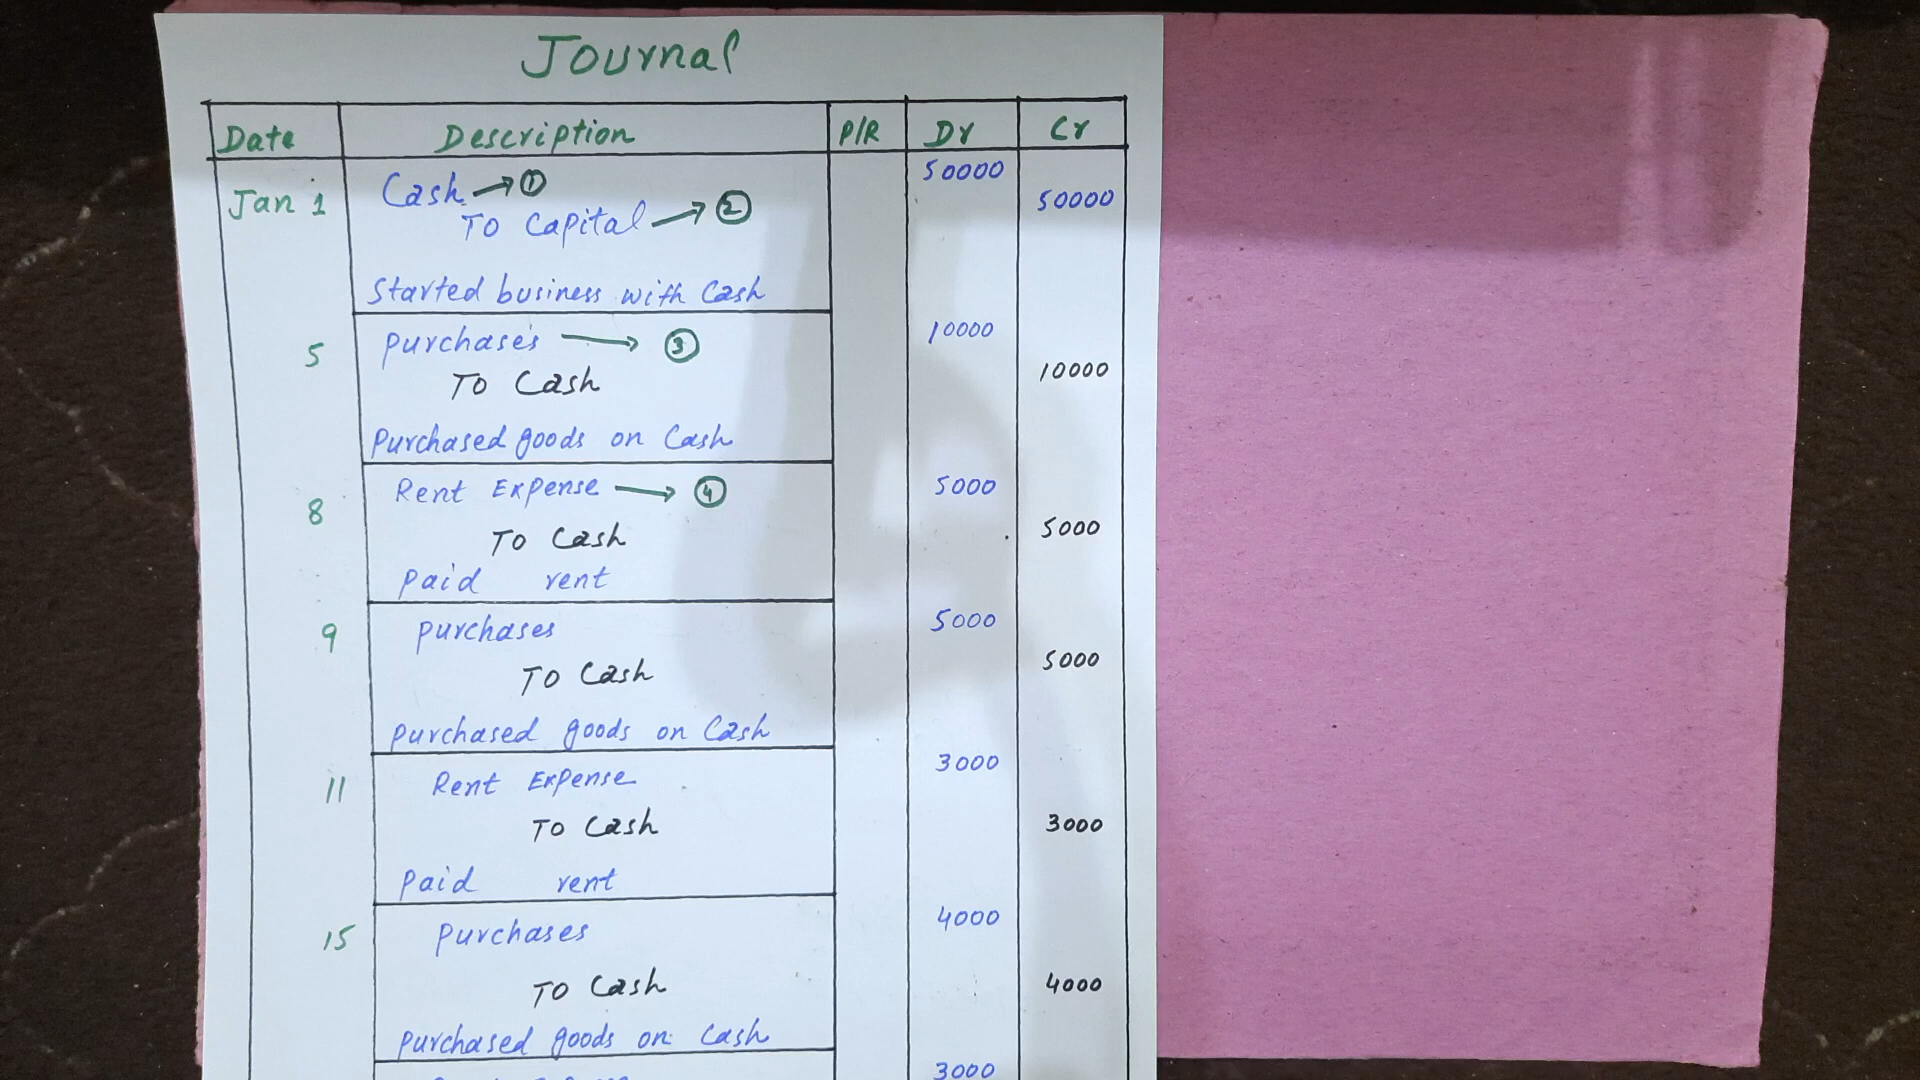 Journal
Date Description P/R Dr Cr
Jan 1 Cash → ① 50000
To Capital → ② 50000
Started business with Cash
5 Purchases → ③ 10000
To Cash 10000
Purchased goods on Cash
8 Rent Expense → ④ 5000
To Cash 5000
Paid rent
9 Purchases 5000
To Cash 5000
Purchased goods on Cash
11 Rent Expense 3000
To Cash 3000
Paid rent
15 Purchases 4000
To Cash 4000
Purchased goods on Cash
3000